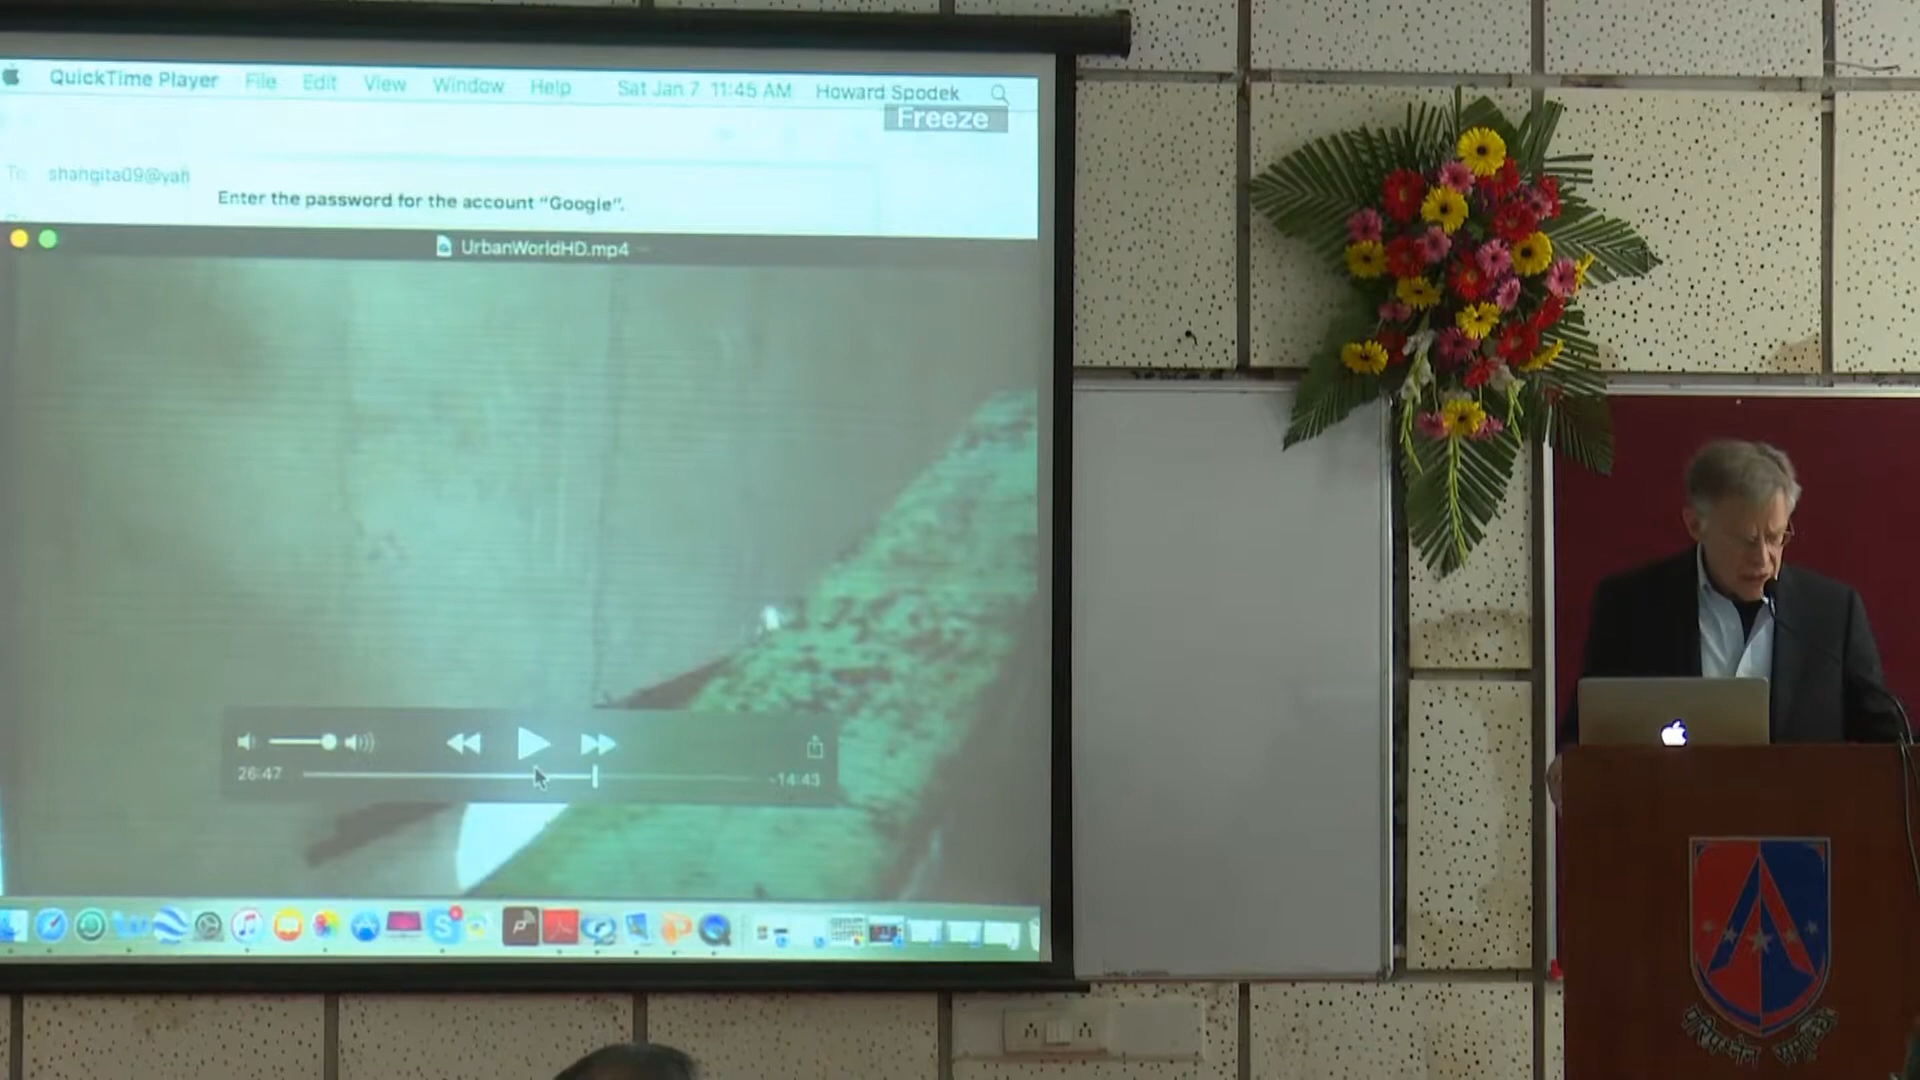 QuickTime Player File Edit View Window Help Sat Jan 7 11:45 AM Howard Spodek
Freeze
To: shangita09@yah
Enter the password for the account “Google”.
UrbanWorldHD.mp4
26:47 -14:43